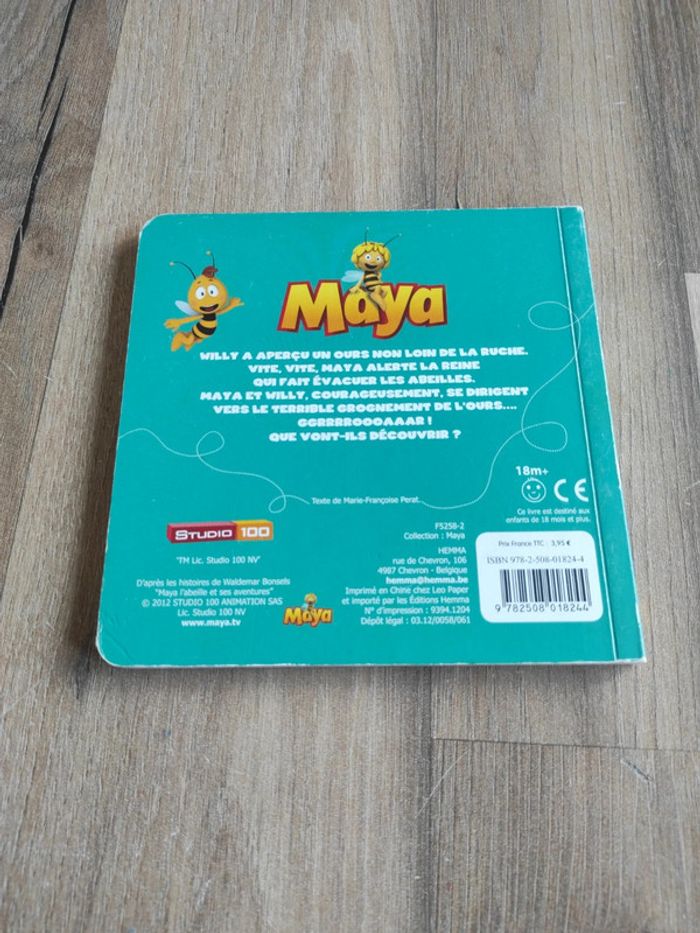 Maya
WILLY A APERÇU UN OURS NON LOIN DE LA RUCHE.
VITE, VITE, MAYA ALERTE LA REINE
QUI FAIT ÉVACUER LES ABEILLES.
MAYA ET WILLY, COURAGEUSEMENT, SE DIRIGENT
VERS LE TERRIBLE GROGNEMENT DE L'OURS....
GGRRRROOOAAAR !
QUE VONT-ILS DÉCOUVRIR ?
Texte de Marie-Françoise Perat.
18m+
CE
Ce livre est destiné aux
enfants de 18 mois et plus.
STUDIO 100
"TM Lic. Studio 100 NV"
D'après les histoires de Waldemar Bonsels
"Maya l'abeille et ses aventures"
© 2012 STUDIO 100 ANIMATION SAS
Lic. Studio 100 NV
www.maya.tv
Maya
F5258-2
Collection : Maya
HEMMA
rue de Chevron, 106
4987 Chevron - Belgique
hemma@hemma.be
Imprimé en Chine chez Leo Paper
et importé par les Éditions Hemma
N° d'impression : 9394.1204
Dépôt légal : 03.12/0058/061
Prix France TTC : 3,95 €
ISBN 978-2-508-01824-4
9 782508 018244